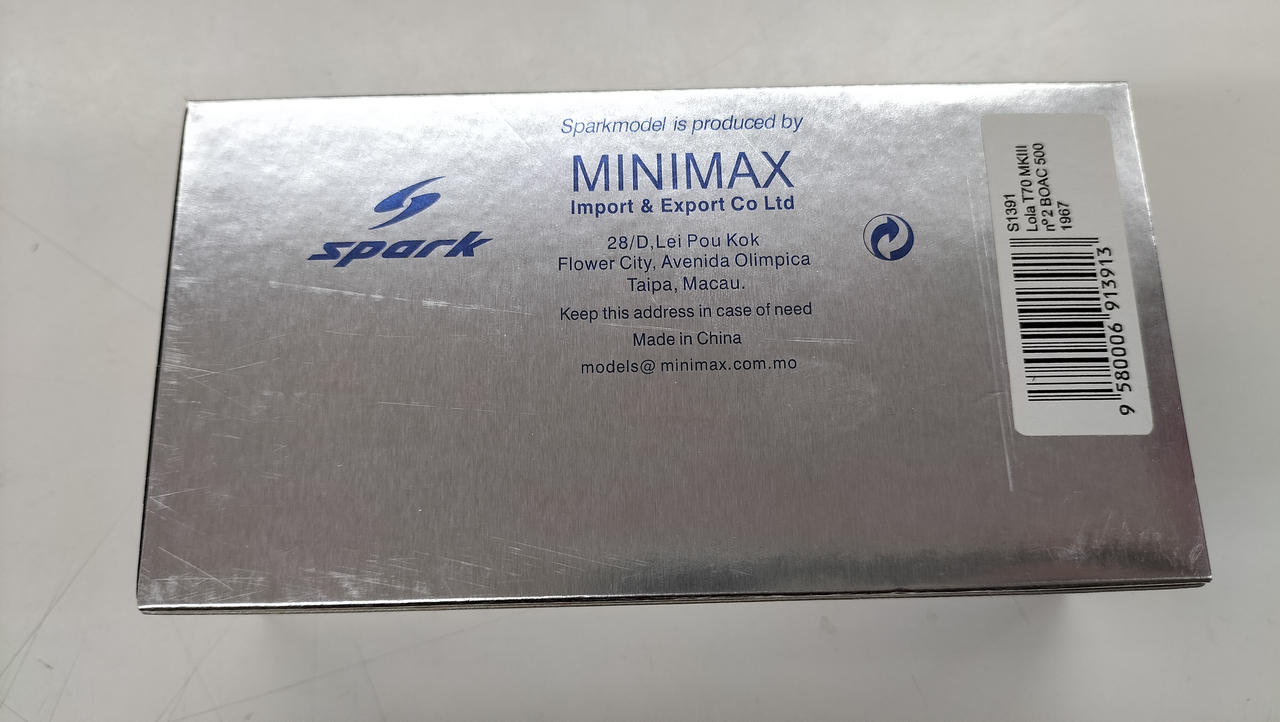 Sparkmodel is produced by
MINIMAX
Import & Export Co Ltd
spark
28/D,Lei Pou Kok
Flower City, Avenida Olimpica
Taipa, Macau.
Keep this address in case of need
Made in China
models@ minimax.com.mo
S1391
Lola T70 MKIII
nº 2 BOAC 500
1967
9 580006 913913